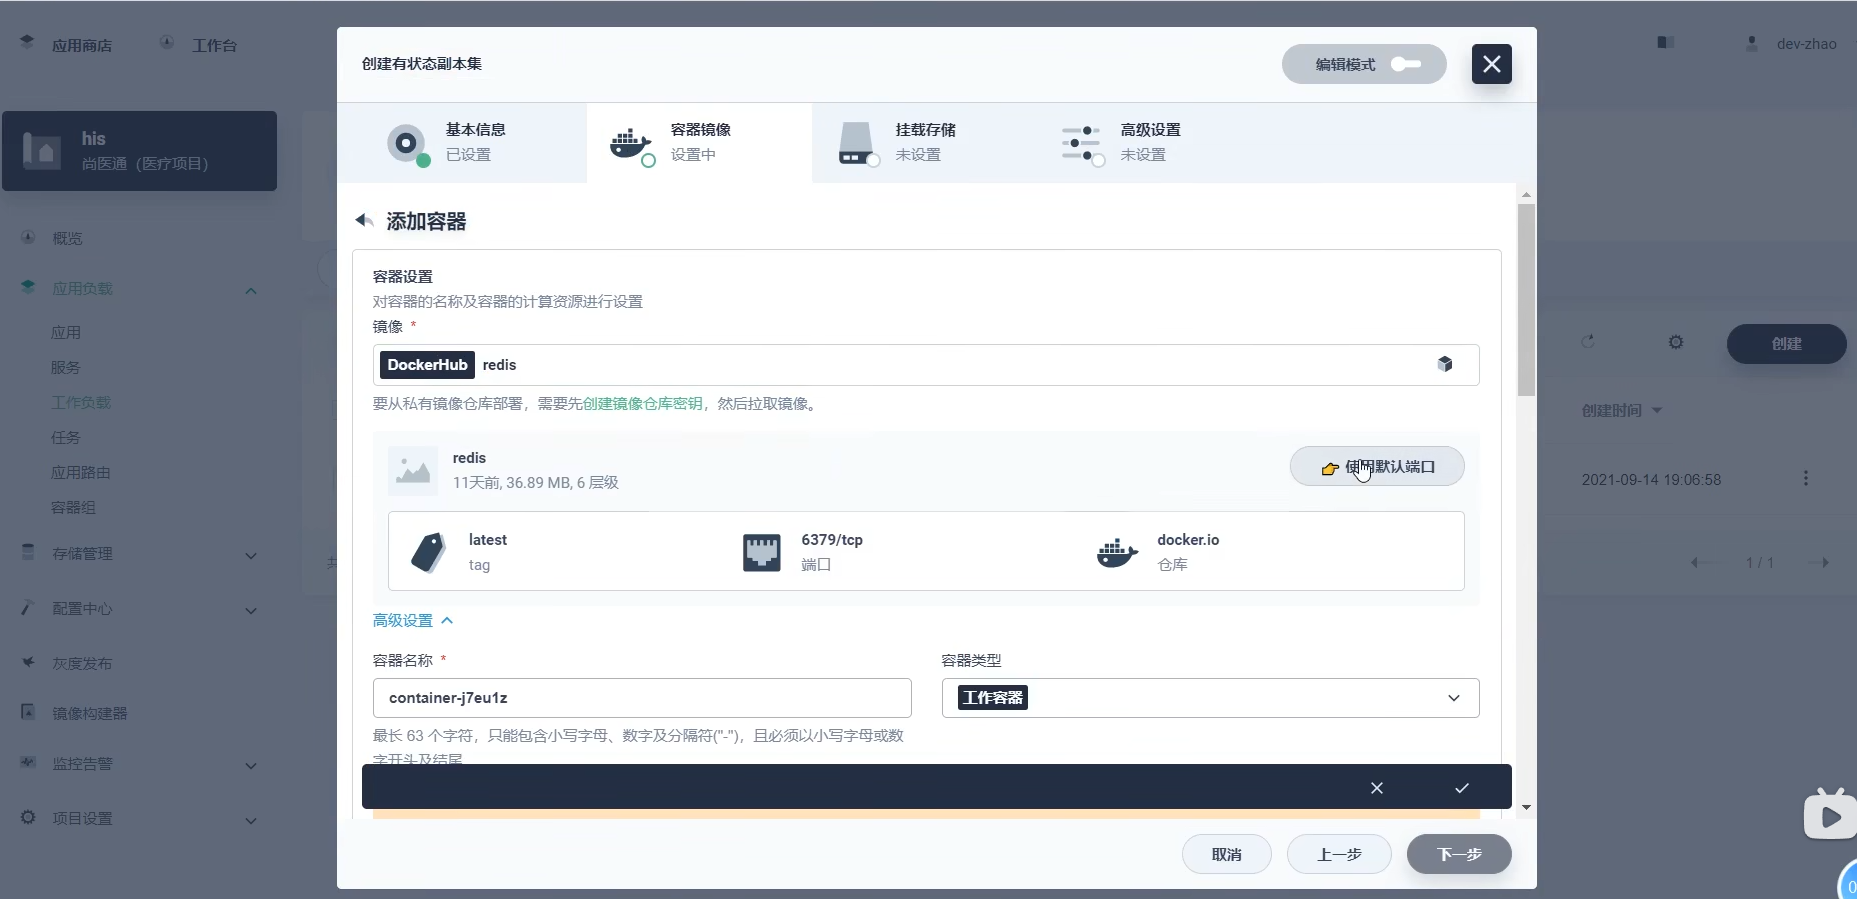 应用商店
工作台
dev-zhao
his
尚医通（医疗项目）
概览
应用负载
应用
服务
工作负载
任务
应用路由
容器组
存储管理
配置中心
灰度发布
镜像构建器
监控告警
项目设置
创建有状态副本集
编辑模式
基本信息
已设置
容器镜像
设置中
挂载存储
未设置
高级设置
未设置
添加容器
容器设置
对容器的名称及容器的计算资源进行设置
镜像 *
DockerHub redis
要从私有镜像仓库部署，需要先创建镜像仓库密钥，然后拉取镜像。
redis
11天前, 36.89 MB, 6 层级
使用默认端口
latest
tag
6379/tcp
端口
docker.io
仓库
高级设置
容器名称 *
container-j7eu1z
最长 63 个字符，只能包含小写字母、数字及分隔符("-")，且必须以小写字母或数
字开头及结尾
容器类型
工作容器
取消
上一步
下一步
创建
创建时间
2021-09-14 19:06:58
共
1 / 1
0